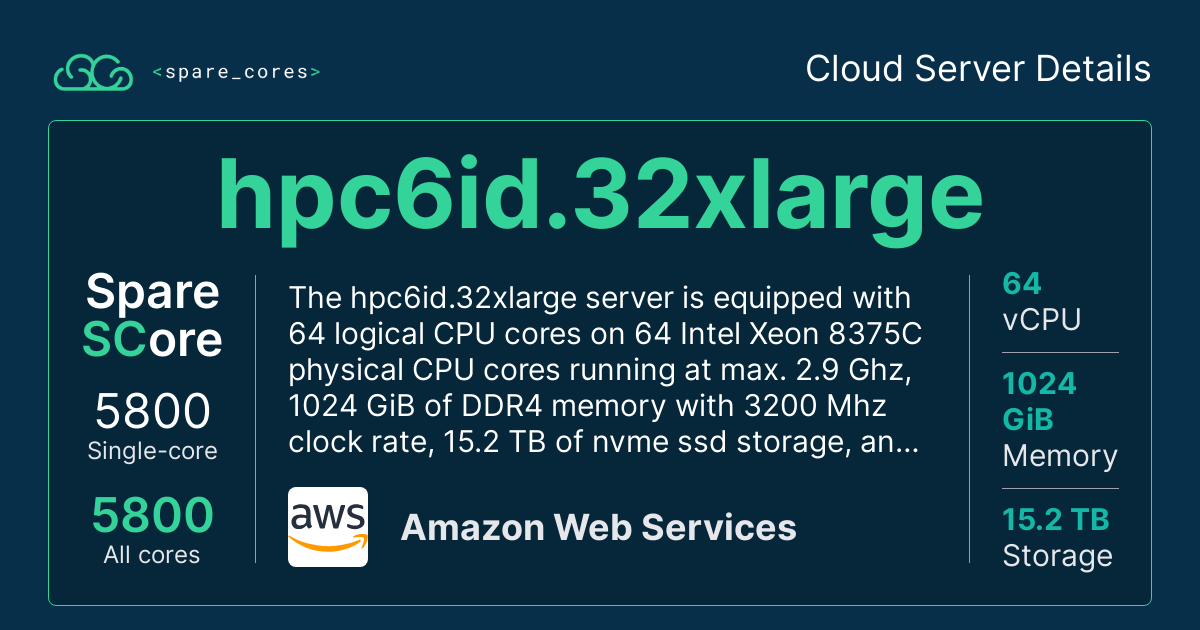 <spare_cores>
Cloud Server Details
hpc6id.32xlarge
Spare
SCore
5800
Single-core
5800
All cores
The hpc6id.32xlarge server is equipped with
64 logical CPU cores on 64 Intel Xeon 8375C
physical CPU cores running at max. 2.9 Ghz,
1024 GiB of DDR4 memory with 3200 Mhz
clock rate, 15.2 TB of nvme ssd storage, an...
aws
Amazon Web Services
64
vCPU
1024
GiB
Memory
15.2 TB
Storage